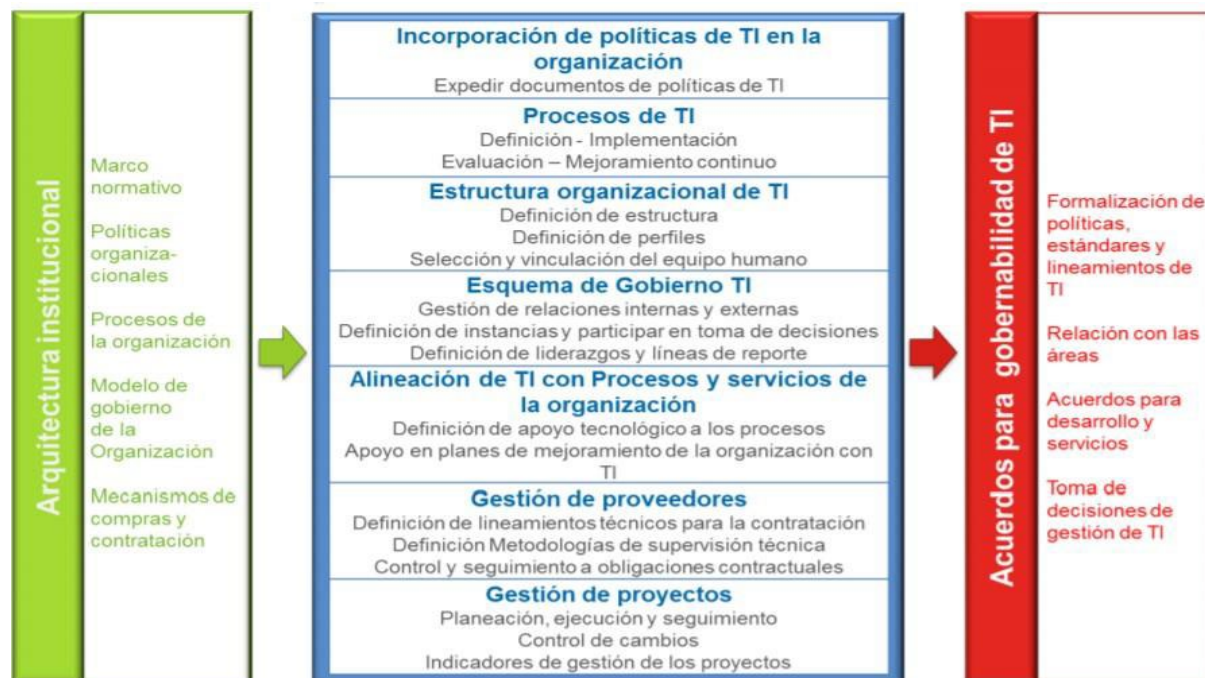 Arquitectura institucional
Marco
normativo
Políticas
organiza-
cionales
Procesos de
la organización
Modelo de
gobierno
de la
Organización
Mecanismos de
compras y
contratación
Incorporación de políticas de TI en la
organización
Expedir documentos de políticas de TI
Procesos de TI
Definición - Implementación
Evaluación – Mejoramiento continuo
Estructura organizacional de TI
Definición de estructura
Definición de perfiles
Selección y vinculación del equipo humano
Esquema de Gobierno TI
Gestión de relaciones internas y externas
Definición de instancias y participar en toma de decisiones
Definición de liderazgos y líneas de reporte
Alineación de TI con Procesos y servicios de
la organización
Definición de apoyo tecnológico a los procesos
Apoyo en planes de mejoramiento de la organización con
TI
Gestión de proveedores
Definición de lineamientos técnicos para la contratación
Definición Metodologías de supervisión técnica
Control y seguimiento a obligaciones contractuales
Gestión de proyectos
Planeación, ejecución y seguimiento
Control de cambios
Indicadores de gestión de los proyectos
Acuerdos para gobernabilidad de TI
Formalización de
políticas,
estándares y
lineamientos de
TI
Relación con las
áreas
Acuerdos para
desarrollo y
servicios
Toma de
decisiones de
gestión de TI